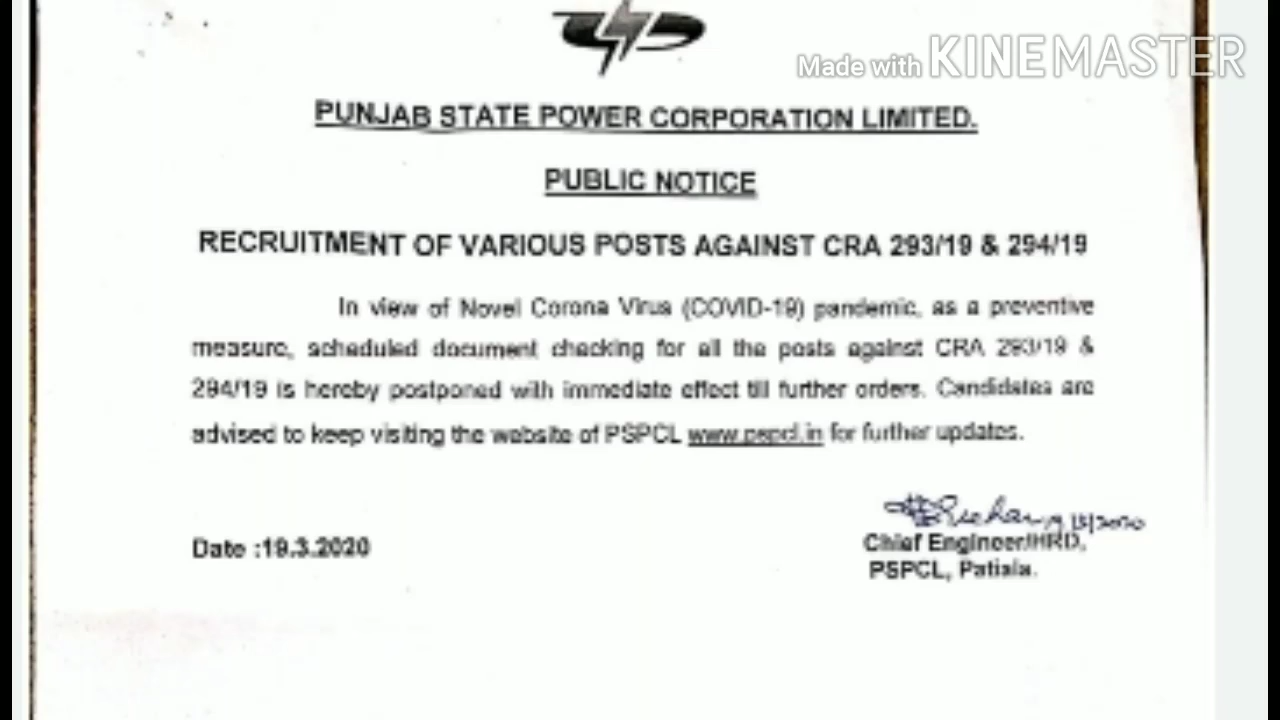 Made with KINEMASTER
PUNJAB STATE POWER CORPORATION LIMITED.
PUBLIC NOTICE
RECRUITMENT OF VARIOUS POSTS AGAINST CRA 293/19 & 294/19
In view of Novel Corona Virus (COVID-19) pandemic, as a preventive
measure, scheduled document checking for all the posts against CRA 293/19 &
294/19 is hereby postponed with immediate effect till further orders. Candidates are
advised to keep visiting the website of PSPCL www.pspcl.in for further updates.
19/3/2020
Date :19.3.2020
Chief Engineer/HRD,
PSPCL, Patiala.